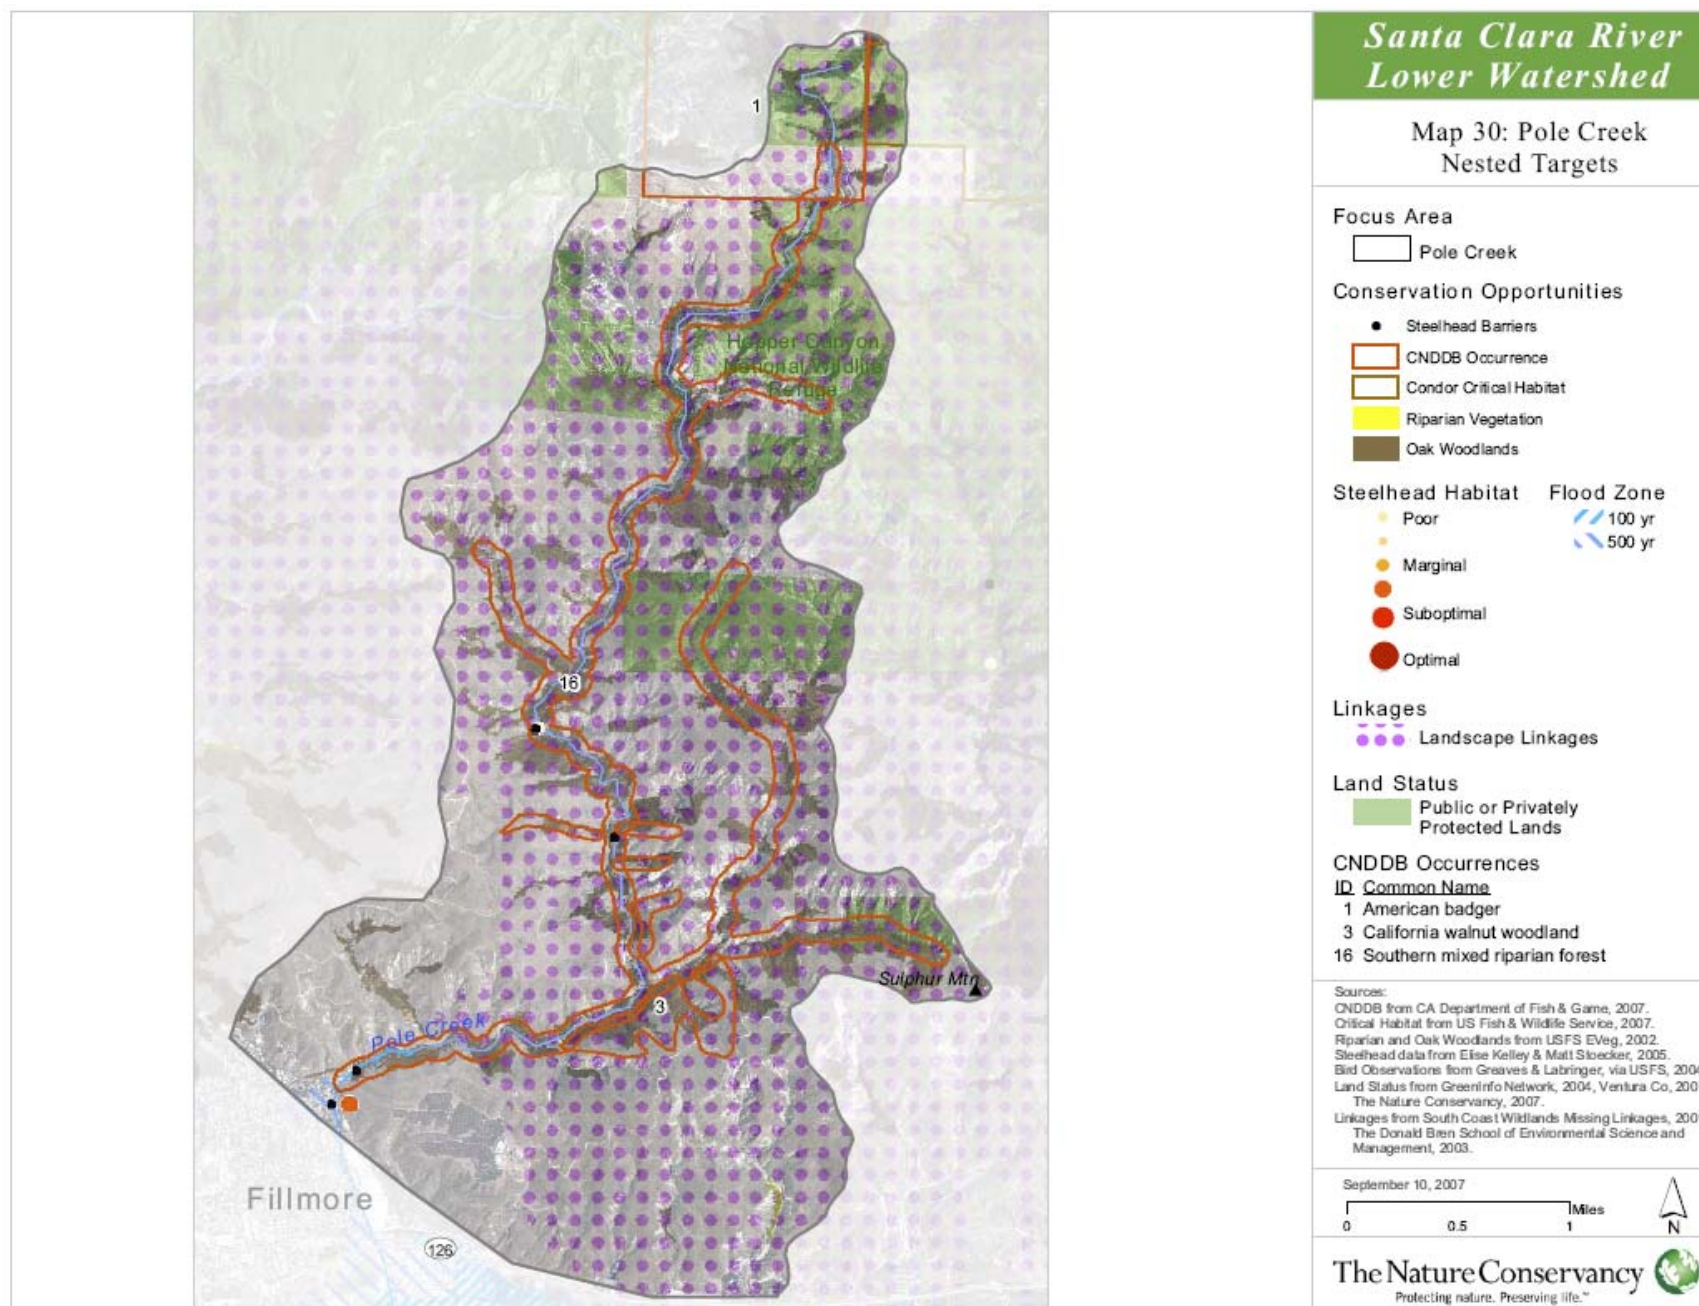 Santa Clara River
Lower Watershed
Map 30: Pole Creek
Nested Targets
Focus Area
Pole Creek
Conservation Opportunities
Steelhead Barriers
CNDDB Occurrence
Condor Critical Habitat
Riparian Vegetation
Oak Woodlands
Steelhead Habitat
Poor
Marginal
Suboptimal
Optimal
Flood Zone
100 yr
500 yr
Linkages
Landscape Linkages
Land Status
Public or Privately
Protected Lands
CNDDB Occurrences
ID Common Name
1 American badger
3 California walnut woodland
16 Southern mixed riparian forest
Sources:
CNDDB from CA Department of Fish & Game, 2007.
Critical Habitat from US Fish & Wildlife Service, 2007.
Riparian and Oak Woodlands from USFS EVeg, 2002.
Steelhead data from Elise Kelley & Matt Stoecker, 2005.
Bird Observations from Greaves & Labringer, via USFS, 2004
Land Status from GreenInfo Network, 2004, Ventura Co, 200
The Nature Conservancy, 2007.
Linkages from South Coast Wildlands Missing Linkages, 200
The Donald Bren School of Environmental Science and
Management, 2003.
September 10, 2007
Miles
0 0.5 1
N
The Nature Conservancy
Protecting nature. Preserving life.™
1
Hopper Canyon
National Wildlife
Refuge
16
Sulphur Mtn
3
Pole Creek
Fillmore
126